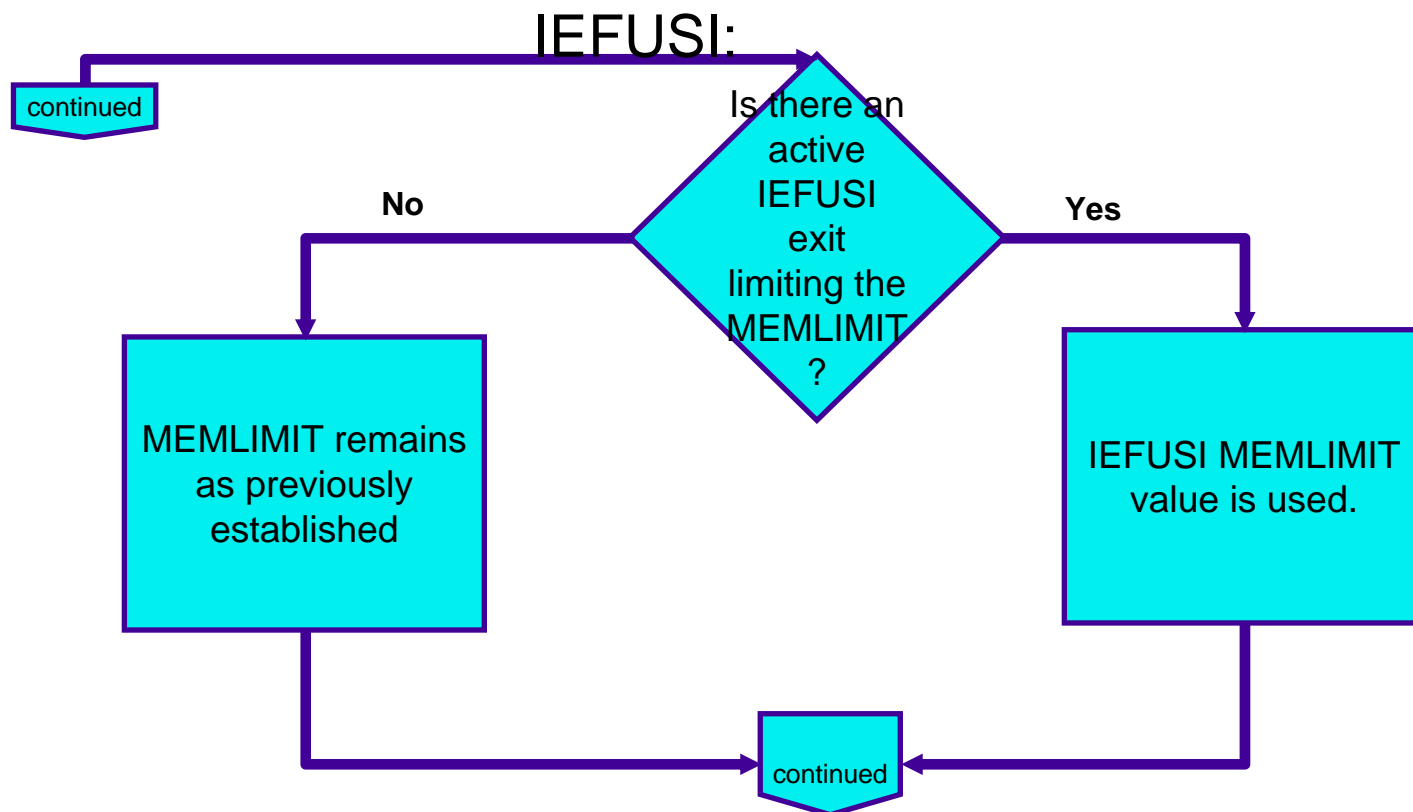 IEFUSI:
continued
Is there an
active
IEFUSI
exit
limiting the
MEMLIMIT
?
No
Yes
MEMLIMIT remains
as previously
established
IEFUSI MEMLIMIT
value is used.
continued